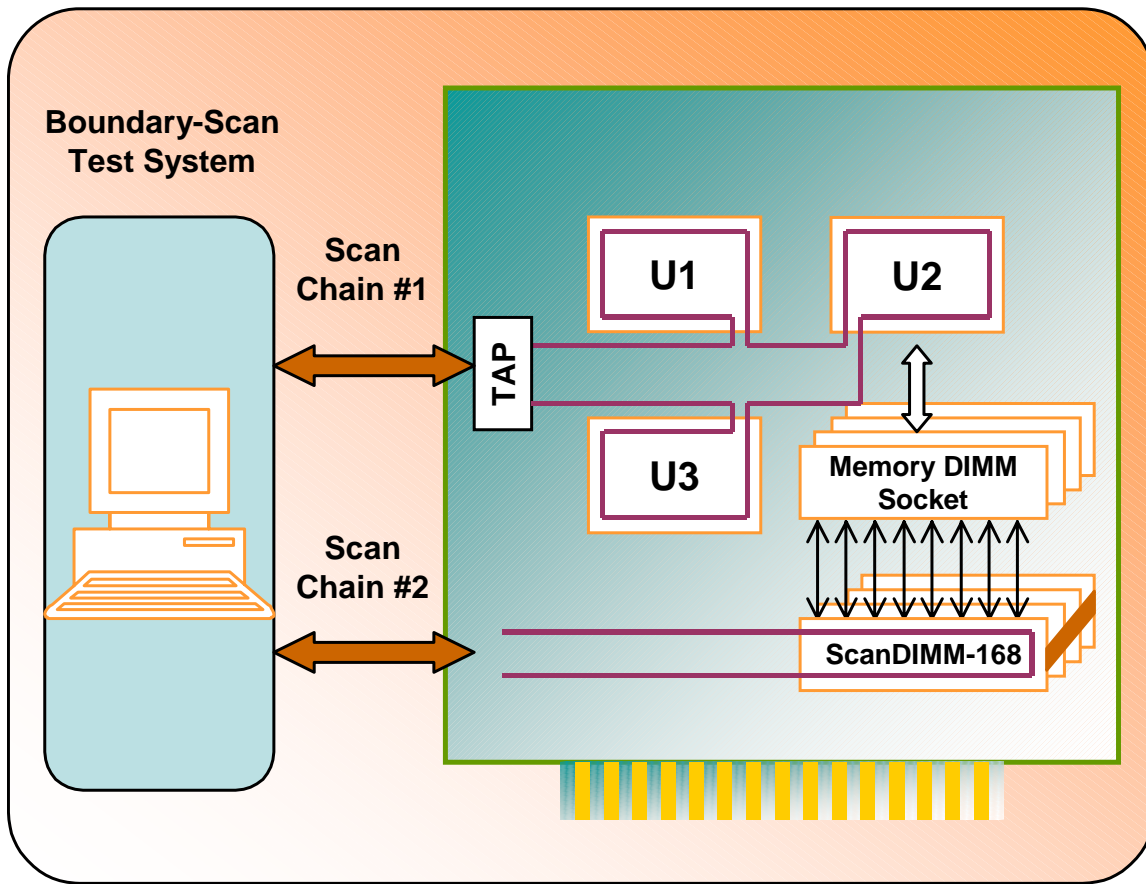 Boundary-Scan
Test System
Scan
Chain #1
Scan
Chain #2
TAP
U1
U2
U3
Memory DIMM
Socket
ScanDIMM-168